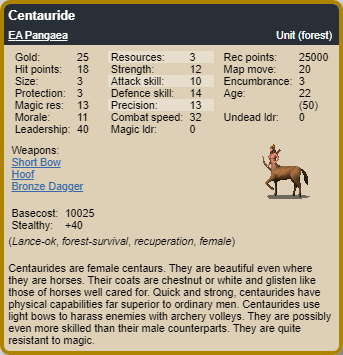 Centauride
EA Pangaea Unit (forest)
Gold: 25 Resources: 3 Rec points: 25000
Hit points: 18 Strength: 12 Map move: 20
Size: 3 Attack skill: 10 Encumbrance: 3
Protection: 3 Defence skill: 14 Age: 22
Magic res: 13 Precision: 13 (50)
Morale: 11 Combat speed: 32 Undead ldr: 0
Leadership: 40 Magic ldr: 0
Weapons:
Short Bow
Hoof
Bronze Dagger
Basecost: 10025
Stealthy: +40
(Lance-ok, forest-survival, recuperation, female)
Centaurides are female centaurs. They are beautiful even where
they are horses. Their coats are chestnut or white and glisten like
those of horses well cared for. Quick and strong, centaurides have
physical capabilities far superior to ordinary men. Centaurides use
light bows to harass enemies with archery volleys. They are possibly
even more skilled than their male counterparts. They are quite
resistant to magic.